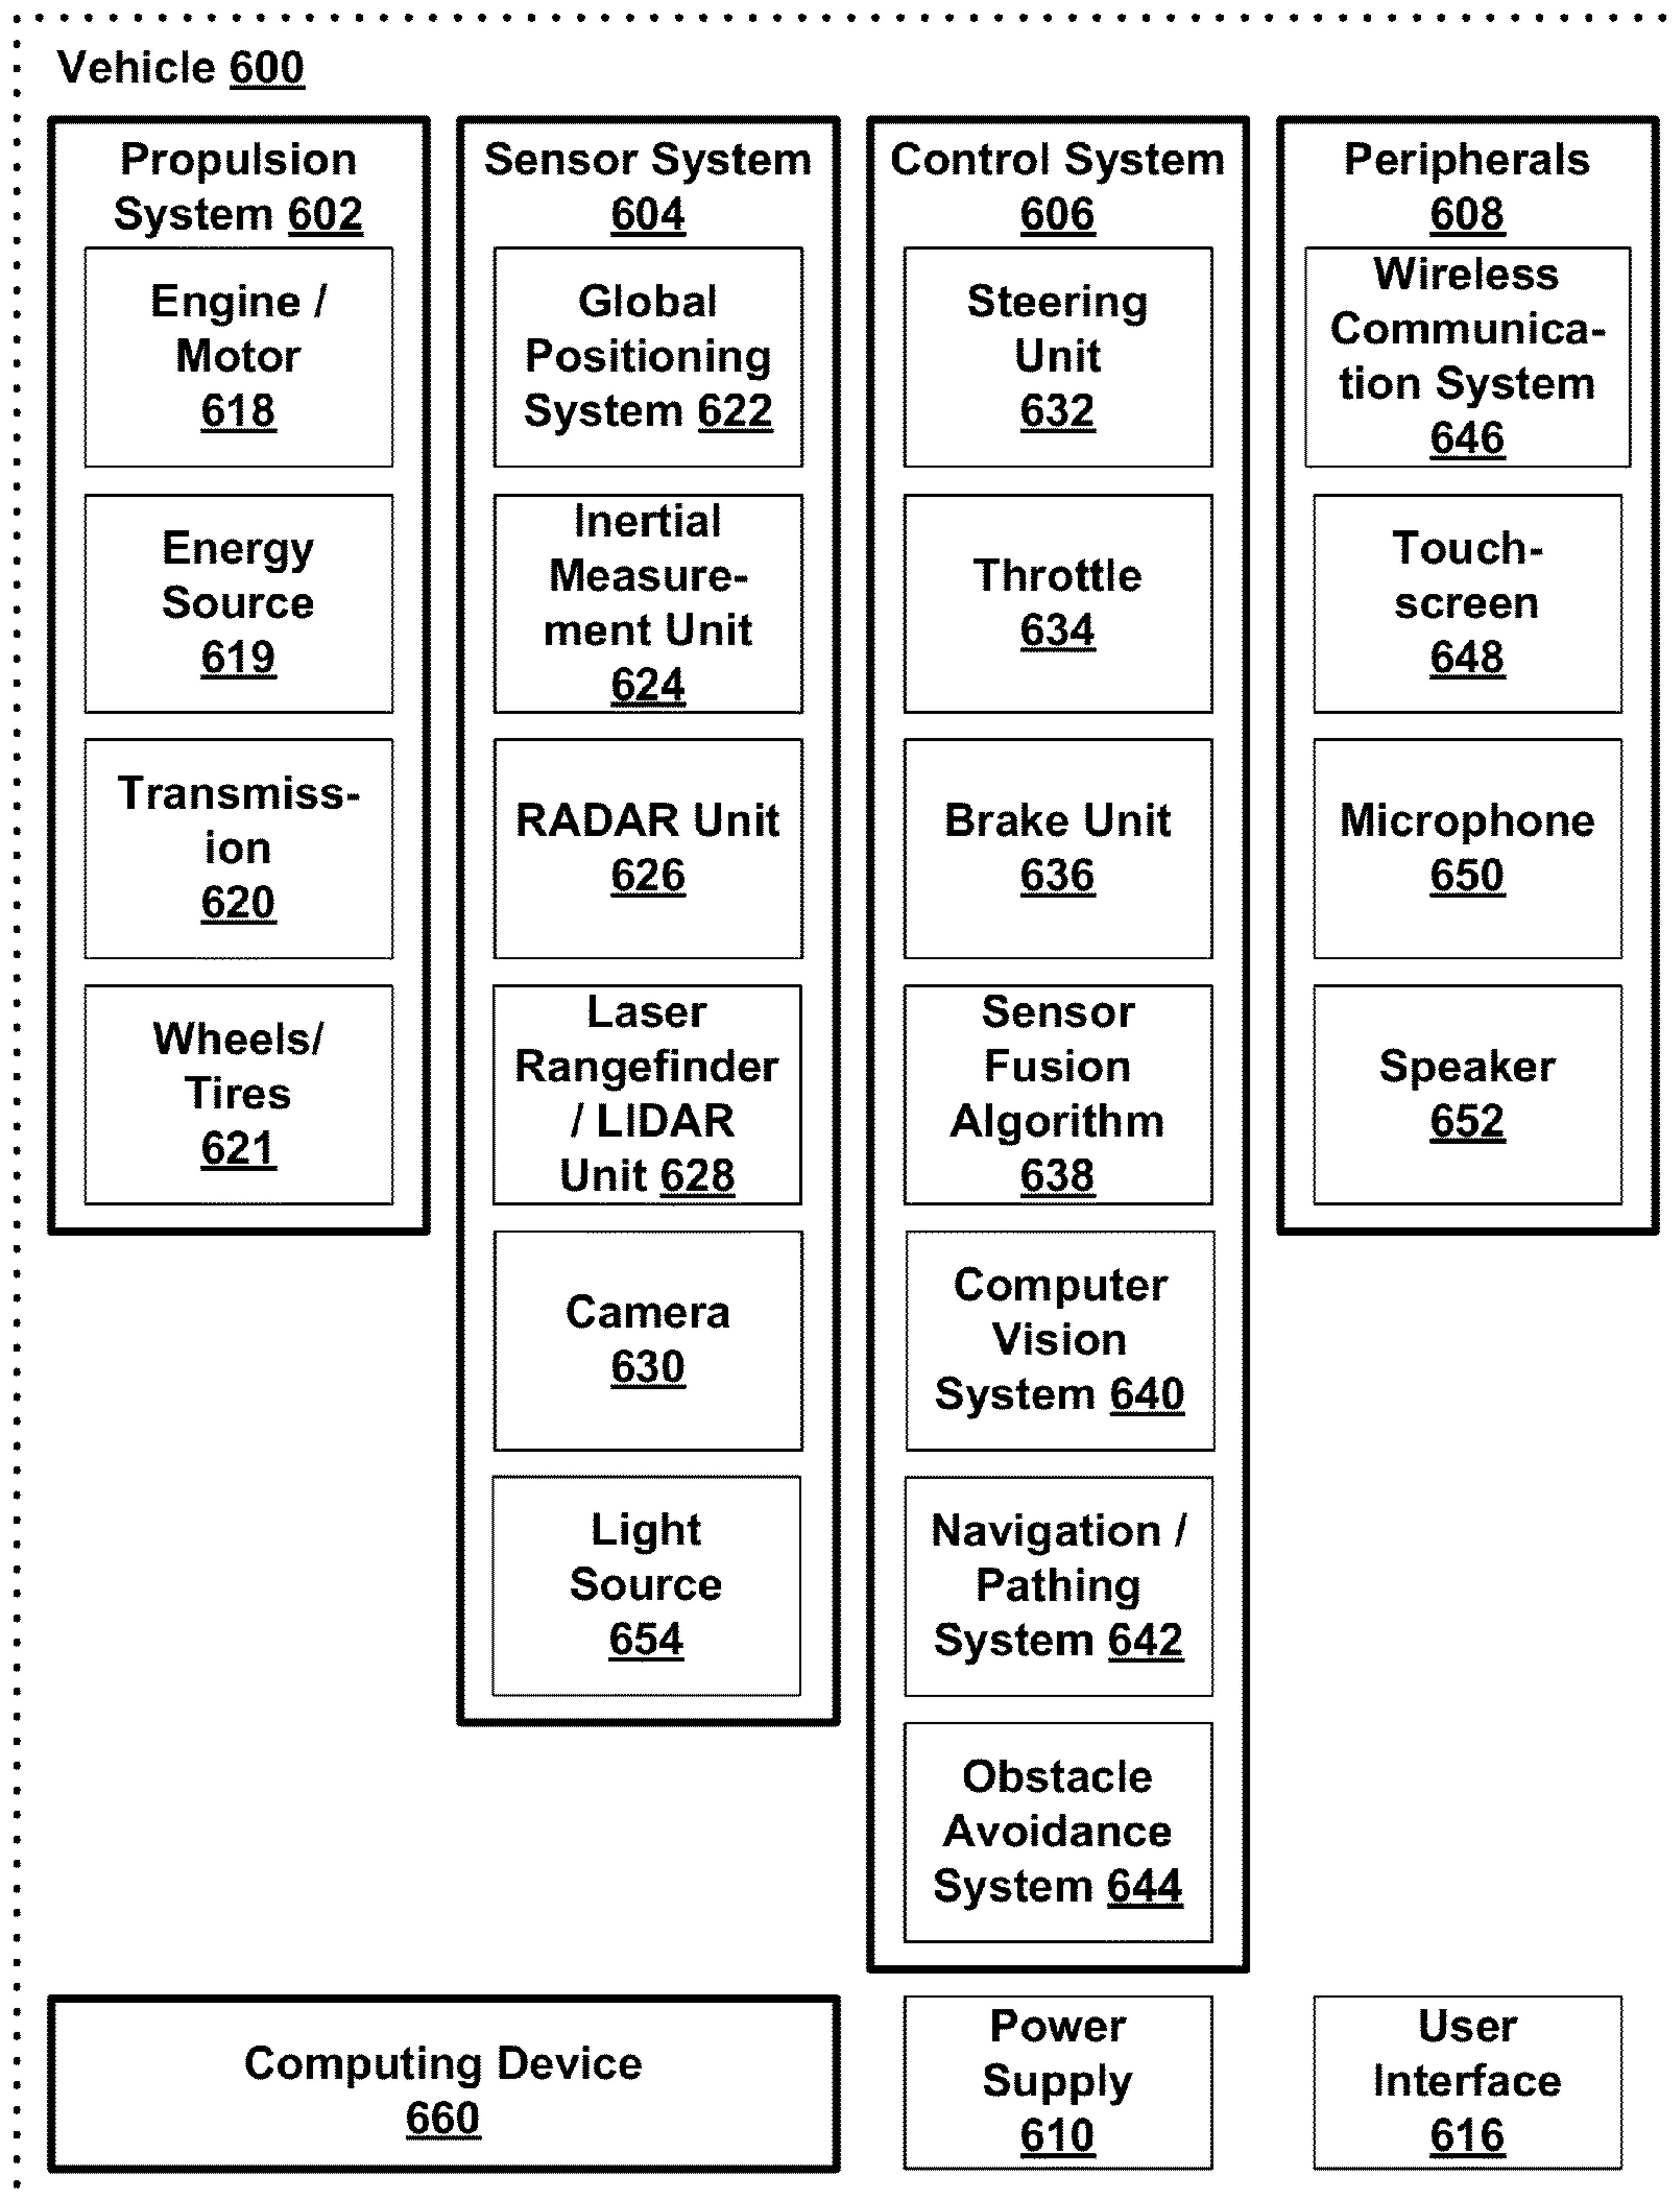 Vehicle 600
Propulsion
System 602
Engine /
Motor
618
Energy
Source
619
Transmiss-
ion
620
Wheels/
Tires
621
Sensor System
604
Global
Positioning
System 622
Inertial
Measure-
ment Unit
624
RADAR Unit
626
Laser
Rangefinder
/ LIDAR
Unit 628
Camera
630
Light
Source
654
Control System
606
Steering
Unit
632
Throttle
634
Brake Unit
636
Sensor
Fusion
Algorithm
638
Computer
Vision
System 640
Navigation /
Pathing
System 642
Obstacle
Avoidance
System 644
Peripherals
608
Wireless
Communica-
tion System
646
Touch-
screen
648
Microphone
650
Speaker
652
Computing Device
660
Power
Supply
610
User
Interface
616